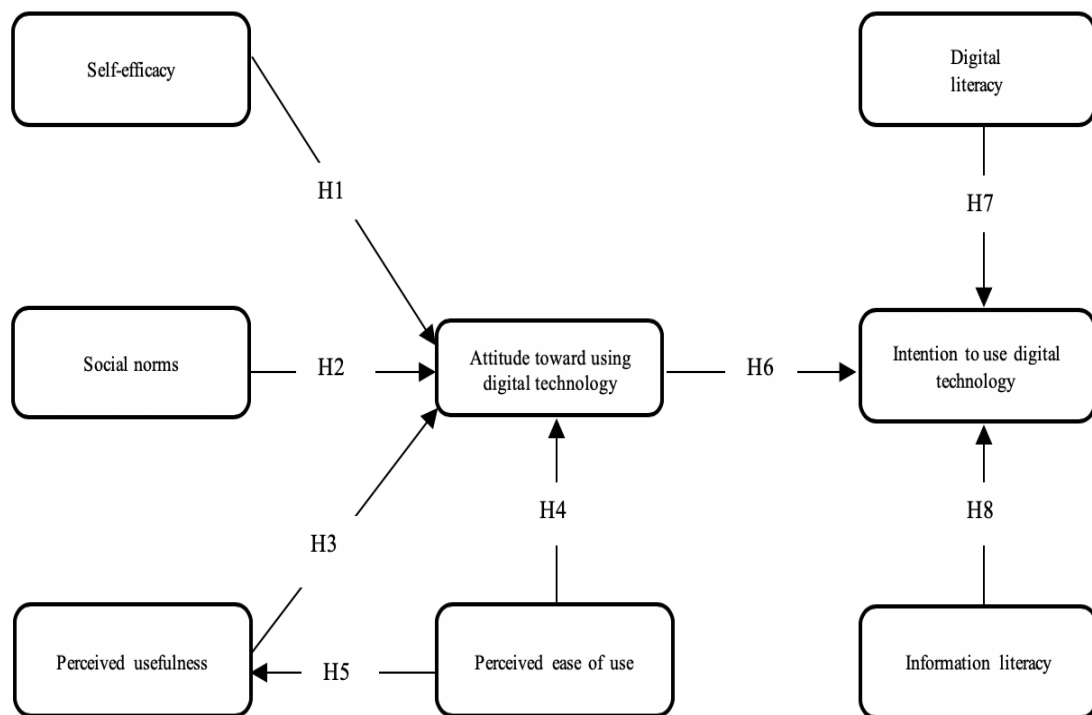 Self-efficacy
Digital
literacy
H1
H7
Social norms
H2
Attitude toward using
digital technology
H6
Intention to use digital
technology
H3
H4
H8
Perceived usefulness
H5
Perceived ease of use
Information literacy